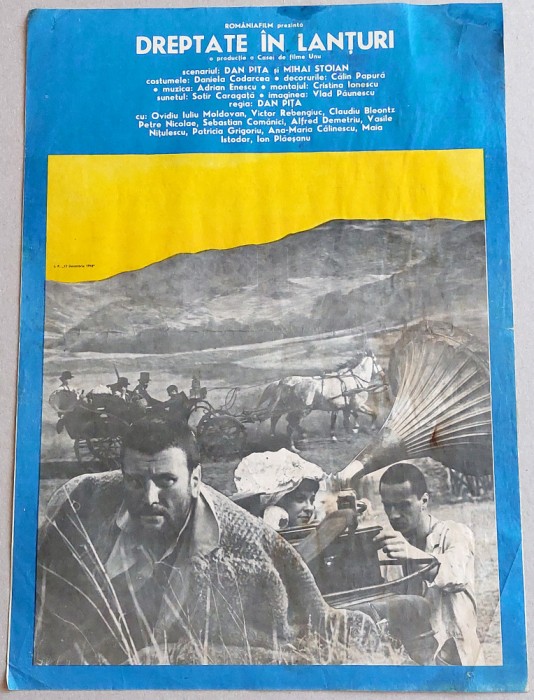 ROMÂNIAFILM prezintă
DREPTATE ÎN LANȚURI
o producție a Casei de filme Unu
scenariul: DAN PIȚA și MIHAI STOIAN
costumele: Daniela Codarcea • decorurile: Călin Papură
• muzica: Adrian Enescu • montajul: Cristina Ionescu
sunetul: Sotir Caragață • imaginea: Vlad Păunescu
regia: DAN PIȚA
cu: Ovidiu Iuliu Moldovan, Victor Rebengiuc, Claudiu Bleontz
Petre Nicolae, Sebastian Comănici, Alfred Demetriu, Vasile
Nițulescu, Patricia Grigoriu, Ana-Maria Călinescu, Maia
Istodor, Ion Plăeșanu